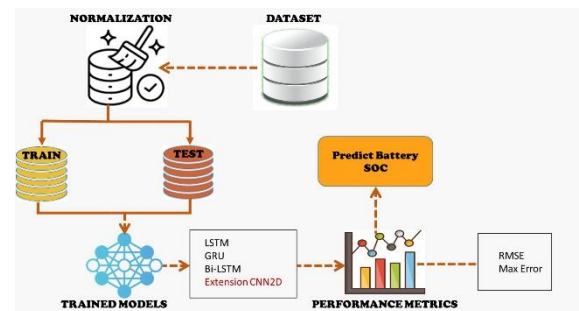 NORMALIZATION
DATASET
TRAIN
TEST
Predict Battery
SOC
LSTM
GRU
Bi-LSTM
Extension CNN2D
RMSE
Max Error
TRAINED MODELS
PERFORMANCE METRICS